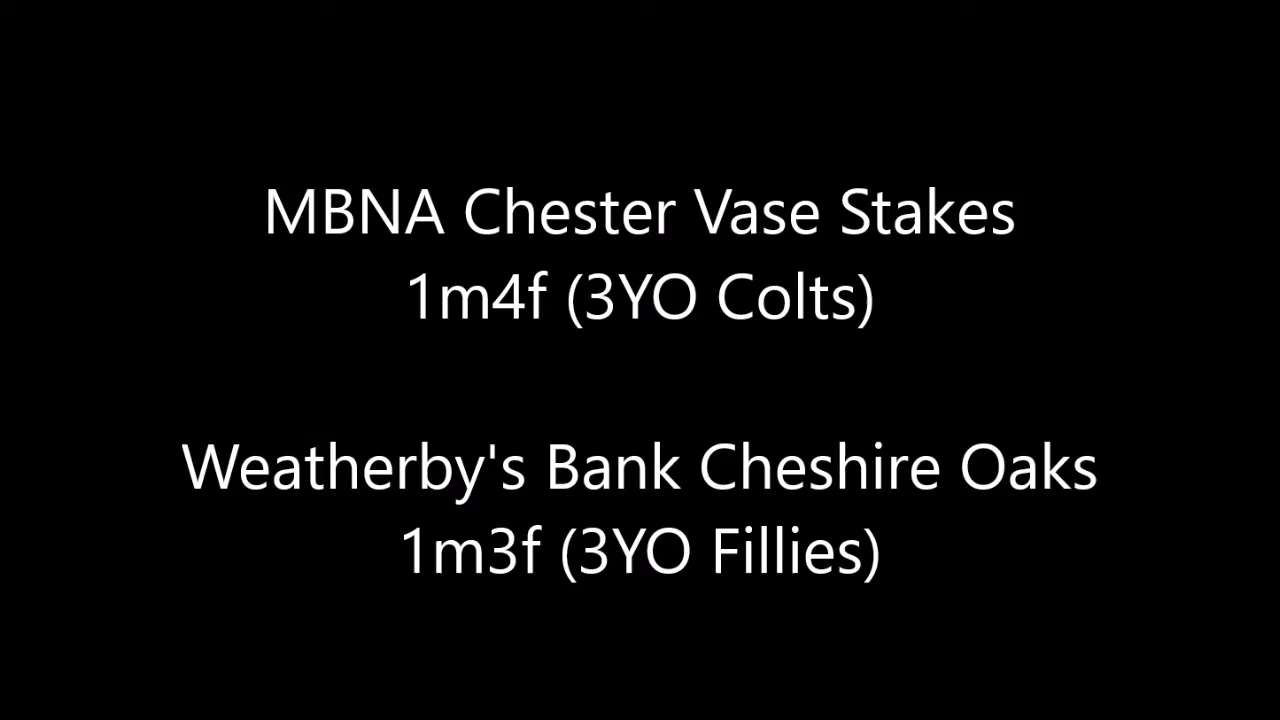 MBNA Chester Vase Stakes
1m4f (3YO Colts)
Weatherby's Bank Cheshire Oaks
1m3f (3YO Fillies)